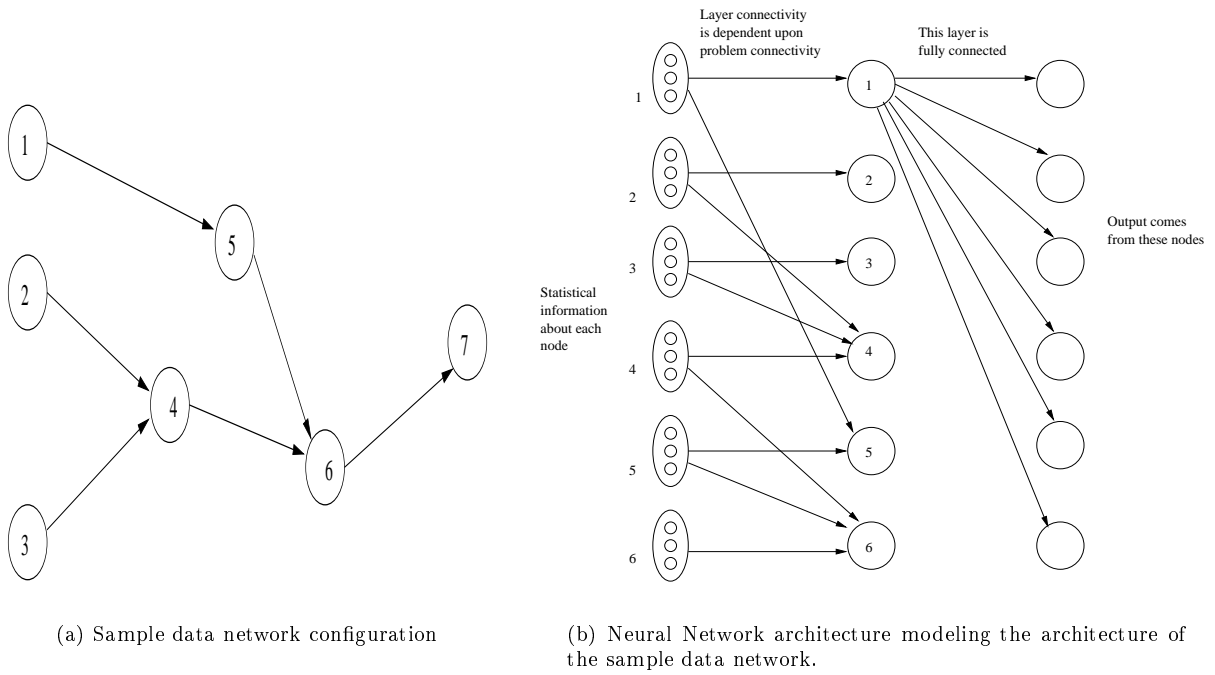 1
5
2
7
4
6
3
Layer connectivity
is dependent upon
problem connectivity
This layer is
fully connected
1
1
2
2
3
3
Output comes
from these nodes
Statistical
information
about each
node
4
4
5
5
6
6
(a) Sample data network configuration
(b) Neural Network architecture modeling the architecture of
the sample data network.